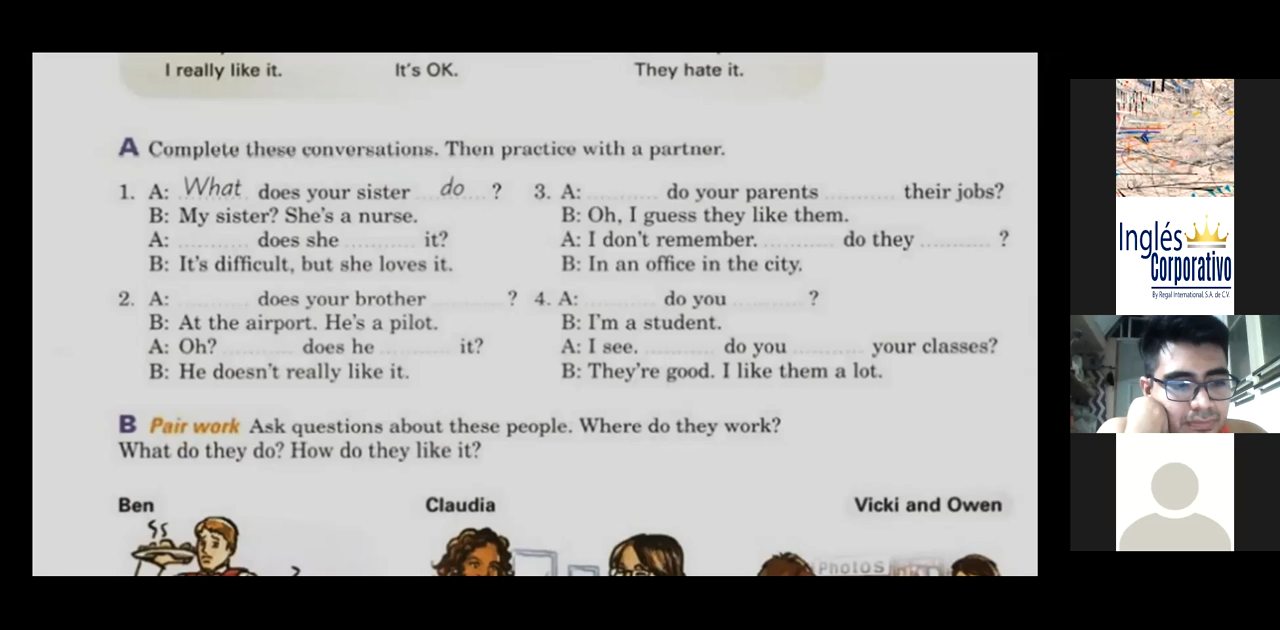 I really like it. It's OK. They hate it.
A Complete these conversations. Then practice with a partner.
1. A: What does your sister do ?
B: My sister? She's a nurse.
A: .......... does she .......... it?
B: It's difficult, but she loves it.
2. A: .......... does your brother .......... ?
B: At the airport. He's a pilot.
A: Oh? .......... does he .......... it?
B: He doesn't really like it.
3. A: .......... do your parents .......... their jobs?
B: Oh, I guess they like them.
A: I don't remember. .......... do they .......... ?
B: In an office in the city.
4. A: .......... do you .......... ?
B: I'm a student.
A: I see. .......... do you .......... your classes?
B: They're good. I like them a lot.
B Pair work Ask questions about these people. Where do they work?
What do they do? How do they like it?
Ben Claudia Vicki and Owen
Photos
Inglés
Corporativo
By Regal International, S.A. de C.V.